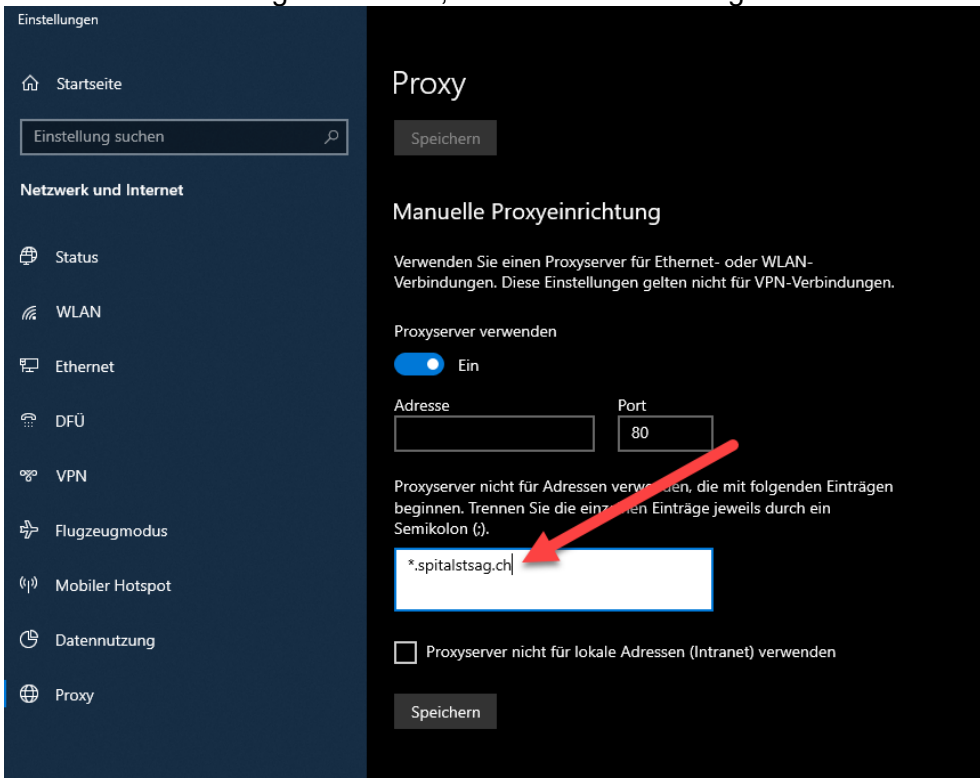 Einstellungen
Startseite
Einstellung suchen
Netzwerk und Internet
Status
WLAN
Ethernet
DFÜ
VPN
Flugzeugmodus
Mobiler Hotspot
Datennutzung
Proxy
Proxy
Speichern
Manuelle Proxyeinrichtung
Verwenden Sie einen Proxyserver für Ethernet- oder WLAN-
Verbindungen. Diese Einstellungen gelten nicht für VPN-Verbindungen.
Proxyserver verwenden
Ein
Adresse Port
80
Proxyserver nicht für Adressen verwenden, die mit folgenden Einträgen
beginnen. Trennen Sie die einzelnen Einträge jeweils durch ein
Semikolon (;).
*.spitalstsag.ch
Proxyserver nicht für lokale Adressen (Intranet) verwenden
Speichern